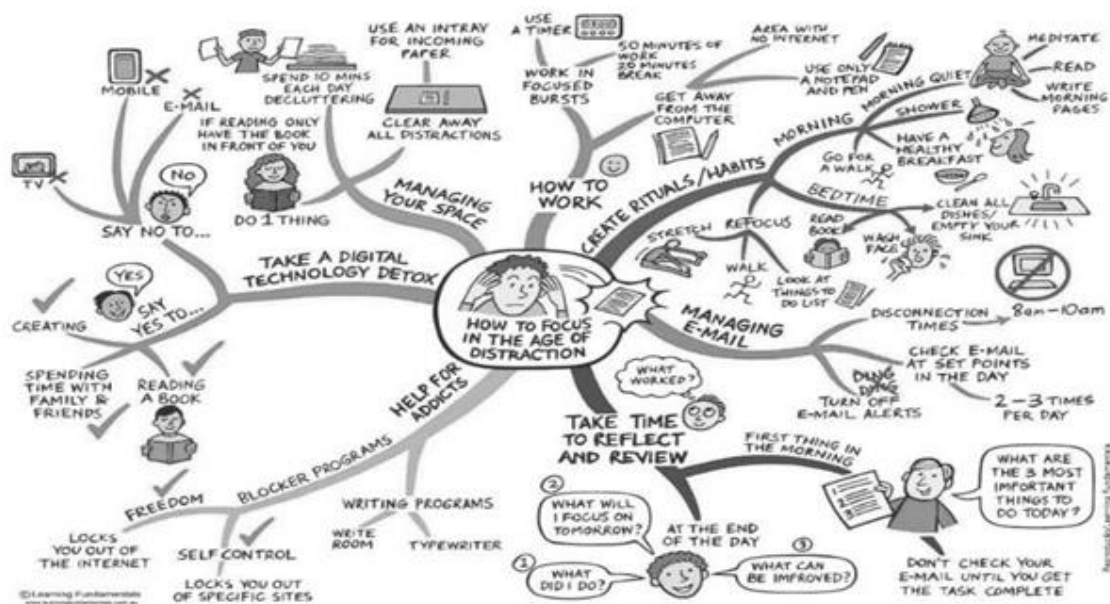 HOW TO FOCUS
IN THE AGE OF
DISTRACTION
MANAGING
YOUR SPACE
USE AN INTRAY
FOR INCOMING
PAPER
CLEAR AWAY
ALL DISTRACTIONS
SPEND 10 MINS
EACH DAY
DECLUTTERING
IF READING ONLY
HAVE THE BOOK
IN FRONT OF YOU
DO 1 THING
HOW TO
WORK
USE
A TIMER
50 MINUTES OF
WORK
20 MINUTES
BREAK
WORK IN
FOCUSED
BURSTS
AREA WITH
NO INTERNET
USE ONLY
A NOTEPAD
AND PEN
GET AWAY
FROM THE
COMPUTER
CREATE RITUALS/HABITS
MORNING
MORNING QUIET
MEDITATE
READ
WRITE
MORNING
PAGES
SHOWER
HAVE A
HEALTHY
BREAKFAST
GO FOR
A WALK
BEDTIME
CLEAN ALL
DISHES/
EMPTY YOUR
SINK
READ
BOOK
WASH
FACE
REFOCUS
STRETCH
WALK
LOOK AT
THINGS TO
DO LIST
MANAGING
E-MAIL
DISCONNECTION
TIMES
8am-10am
CHECK E-MAIL
AT SET POINTS
IN THE DAY
2-3 TIMES
PER DAY
DING
DING
TURN OFF
E-MAIL ALERTS
TAKE TIME
TO REFLECT
AND REVIEW
WHAT
WORKED?
FIRST THING IN
THE MORNING
1
2
3
WHAT ARE
THE 3 MOST
IMPORTANT
THINGS TO
DO TODAY?
DON'T CHECK YOUR
E-MAIL UNTIL YOU GET
THE TASK COMPLETE
AT THE END
OF THE DAY
1
WHAT
DID I DO?
2
WHAT WILL
I FOCUS ON
TOMORROW?
3
WHAT CAN
BE IMPROVED?
HELP FOR
ADDICTS
BLOCKER PROGRAMS
FREEDOM
LOCKS
YOU OUT OF
THE INTERNET
SELF CONTROL
LOCKS YOU OUT
OF SPECIFIC SITES
WRITING PROGRAMS
WRITE
ROOM
TYPEWRITER
TAKE A DIGITAL
TECHNOLOGY DETOX
SAY NO TO...
NO
TV
MOBILE
E-MAIL
SAY
YES TO...
YES
CREATING
SPENDING
TIME WITH
FAMILY &
FRIENDS
READING
A BOOK
© Learning Fundamentals